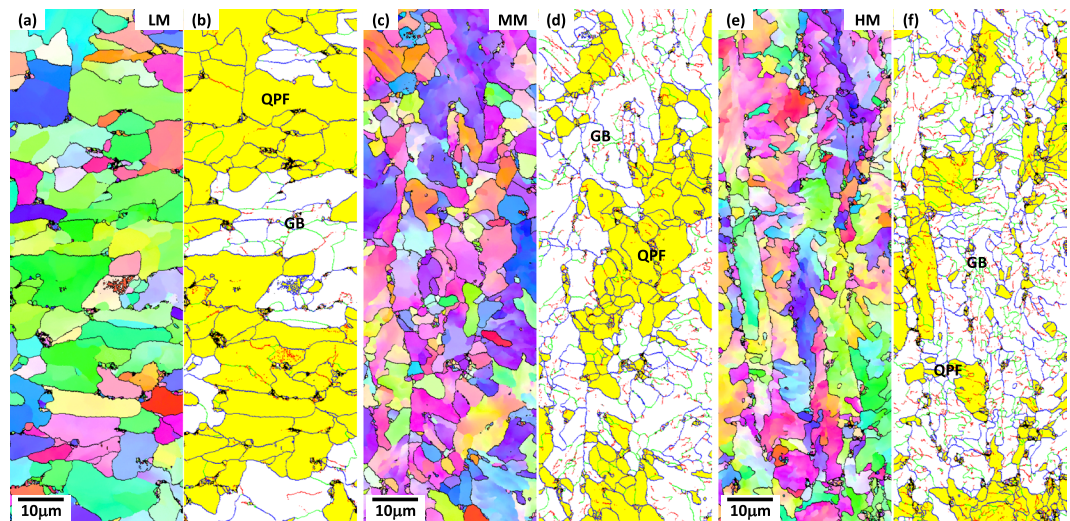 (a) LM (b) (c) MM (d) (e) HM (f)
QPF
GB
GB
QPF
GB
QPF
10μm 10μm 10μm